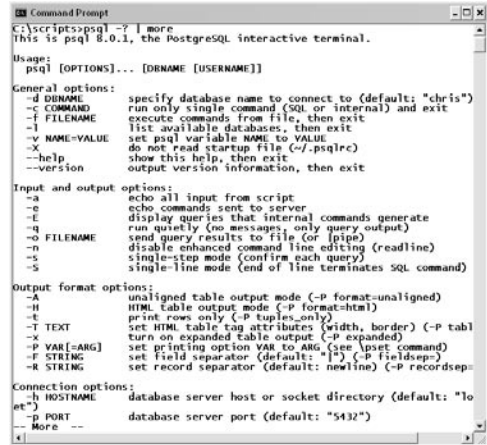 Command Prompt
C:\scripts>psql -? | more
This is psql 8.0.1, the PostgreSQL interactive terminal.
Usage:
psql [OPTIONS]... [DBNAME [USERNAME]]
General options:
-d DBNAME specify database name to connect to (default: "chris")
-c COMMAND run only single command (SQL or internal) and exit
-f FILENAME execute commands from file, then exit
-l list available databases, then exit
-v NAME=VALUE set psql variable NAME to VALUE
-X do not read startup file (~/.psqlrc)
--help show this help, then exit
--version output version information, then exit
Input and output options:
-a echo all input from script
-e echo commands sent to server
-E display queries that internal commands generate
-q run quietly (no messages, only query output)
-o FILENAME send query results to file (or |pipe)
-n disable enhanced command line editing (readline)
-s single-step mode (confirm each query)
-S single-line mode (end of line terminates SQL command)
Output format options:
-A unaligned table output mode (-P format=unaligned)
-H HTML table output mode (-P format=html)
-t print rows only (-P tuples_only)
-T TEXT set HTML table tag attributes (width, border) (-P tabl
-x turn on expanded table output (-P expanded)
-P VAR[=ARG] set printing option VAR to ARG (see \pset command)
-F STRING set field separator (default: "|") (-P fieldsep=)
-R STRING set record separator (default: newline) (-P recordsep=
Connection options:
-h HOSTNAME database server host or socket directory (default: "lo
et")
-p PORT database server port (default: "5432")
-- More --